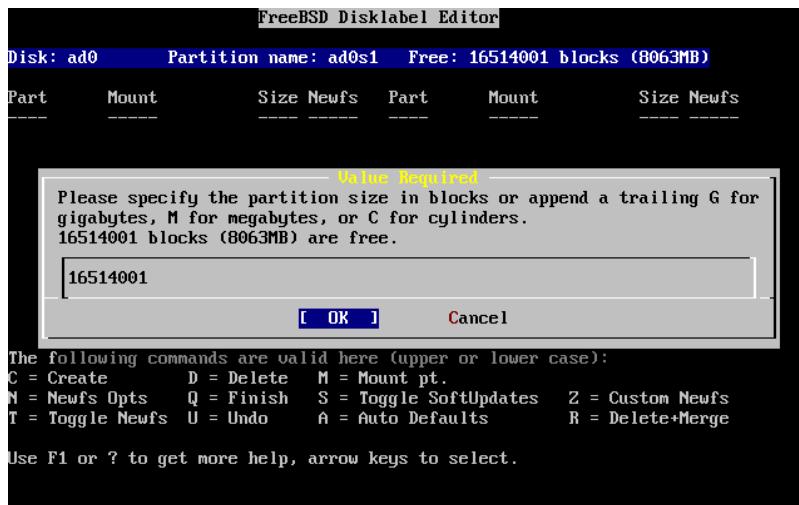 FreeBSD Disklabel Editor
Disk: ad0 Partition name: ad0s1 Free: 16514001 blocks (8063MB)
Part Mount Size Newfs Part Mount Size Newfs
---- ----- ---- ----- ---- ----- ---- -----
Value Required
Please specify the partition size in blocks or append a trailing G for
gigabytes, M for megabytes, or C for cylinders.
16514001 blocks (8063MB) are free.
16514001
[ OK ] Cancel
The following commands are valid here (upper or lower case):
C = Create D = Delete M = Mount pt.
N = Newfs Opts Q = Finish S = Toggle SoftUpdates Z = Custom Newfs
T = Toggle Newfs U = Undo A = Auto Defaults R = Delete+Merge
Use F1 or ? to get more help, arrow keys to select.